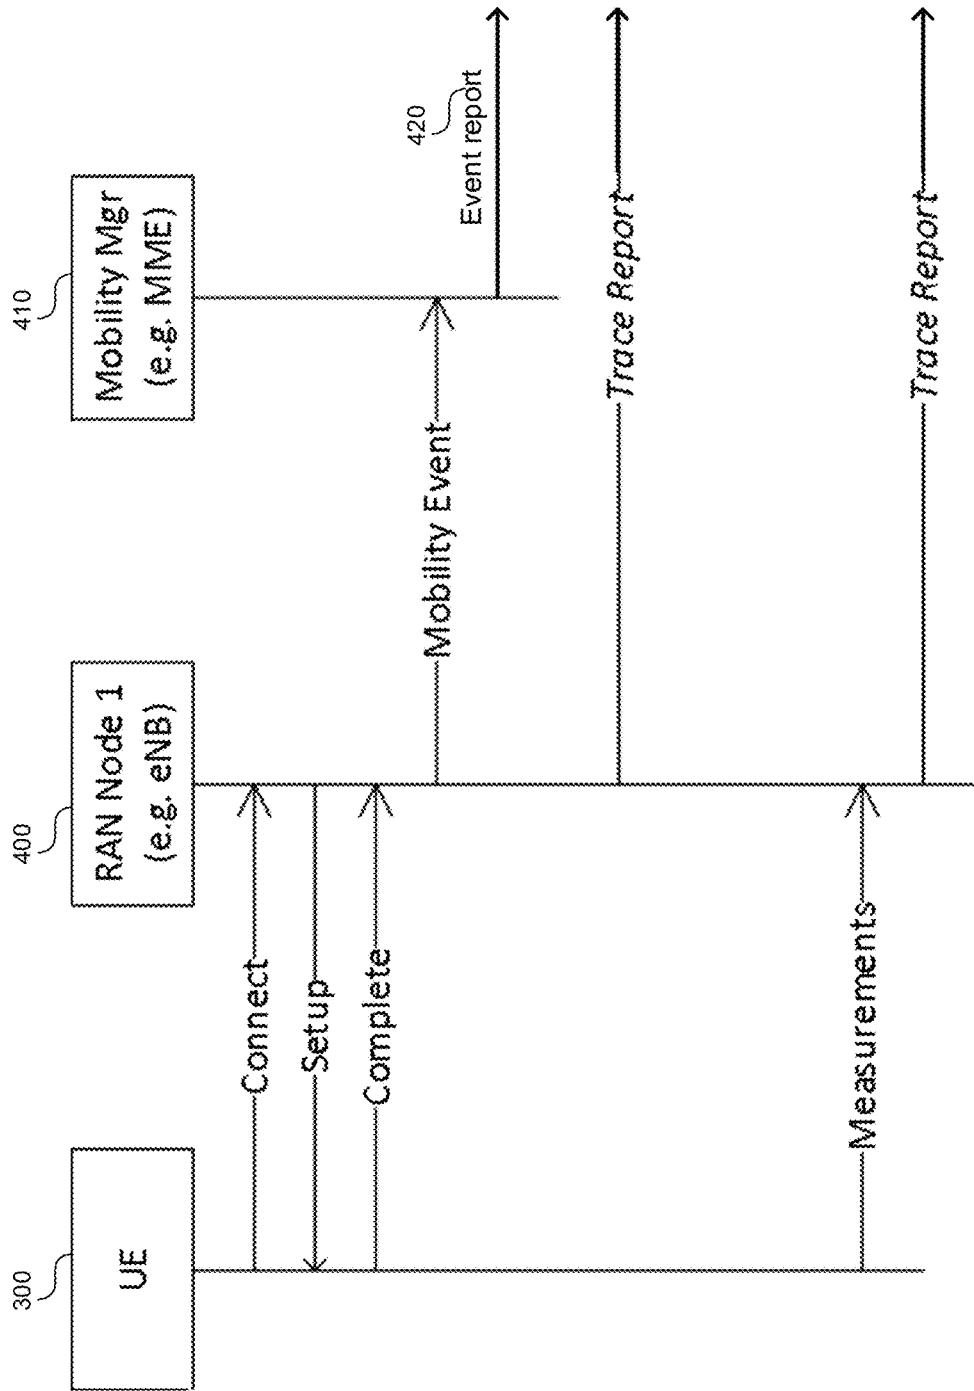 300
UE
400
RAN Node 1
(e.g. eNB)
410
Mobility Mgr
(e.g. MME)
Connect
Setup
Complete
Mobility Event
420
Event report
Trace Report
Measurements
Trace Report